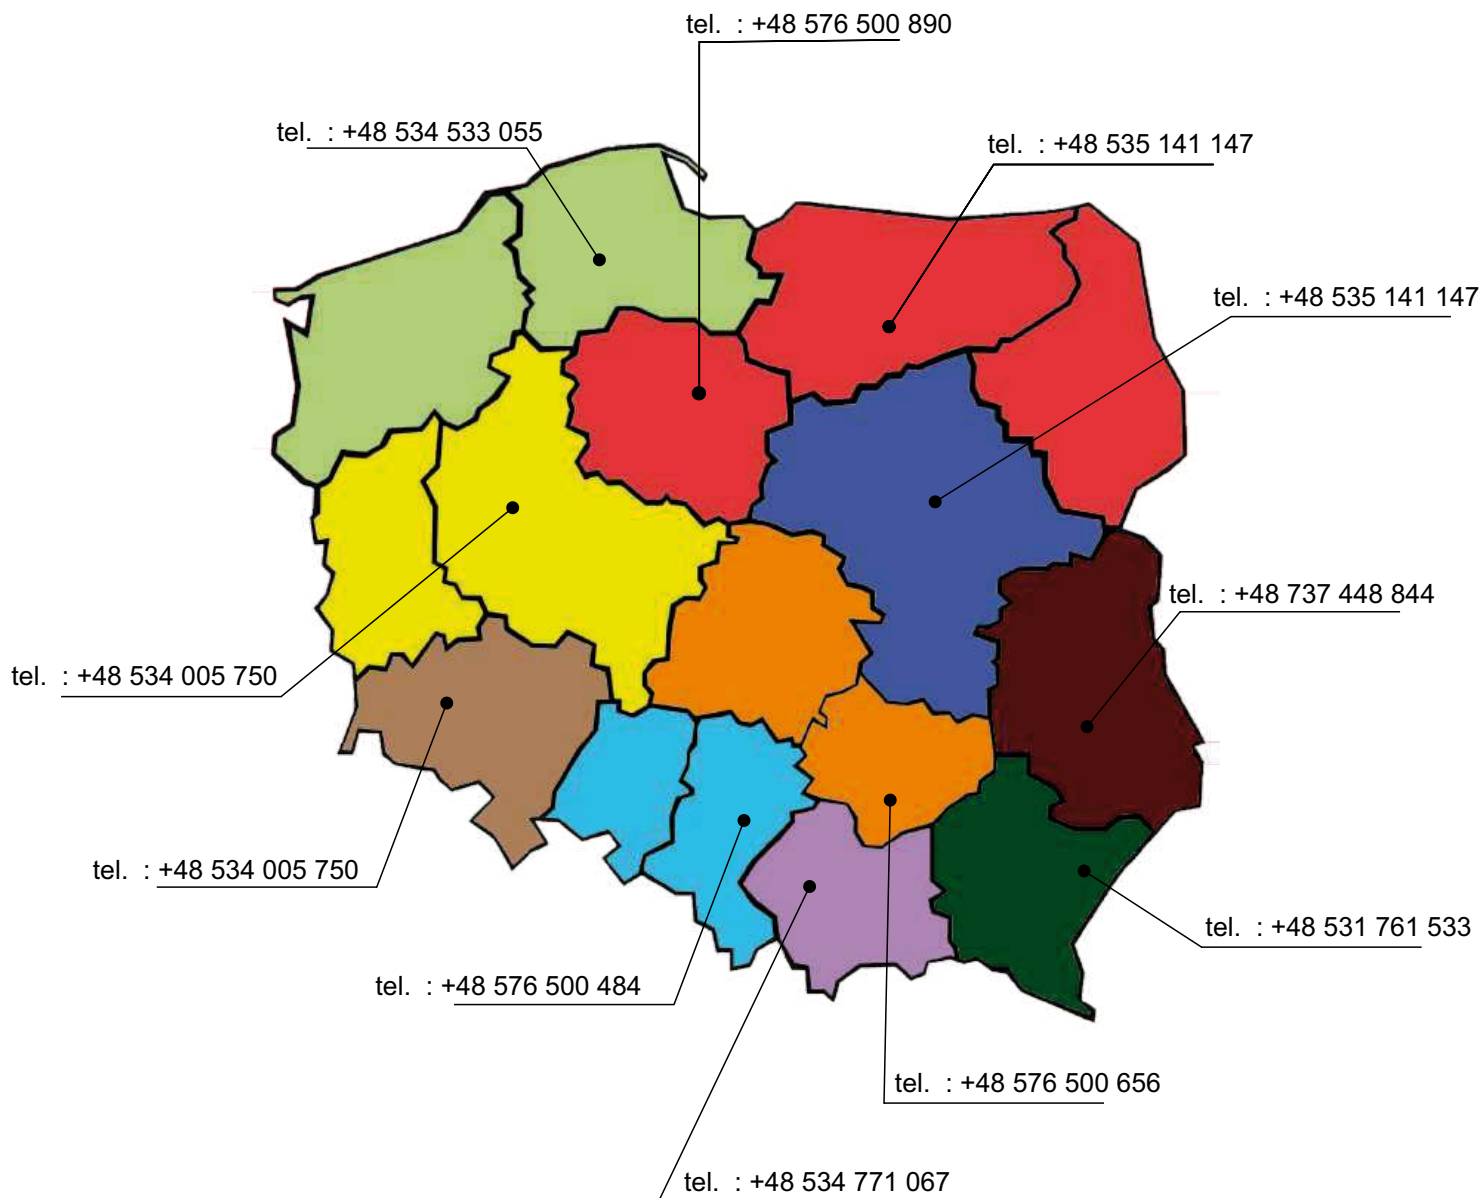 tel.  : +48 576 500 890
tel.  : +48 534 533 055
tel.  : +48 535 141 147
tel.  : +48 535 141 147
tel.  : +48 737 448 844
tel.  : +48 534 005 750
tel.  : +48 534 005 750
tel.  : +48 531 761 533
tel.  : +48 576 500 484
tel.  : +48 576 500 656
tel.  : +48 534 771 067